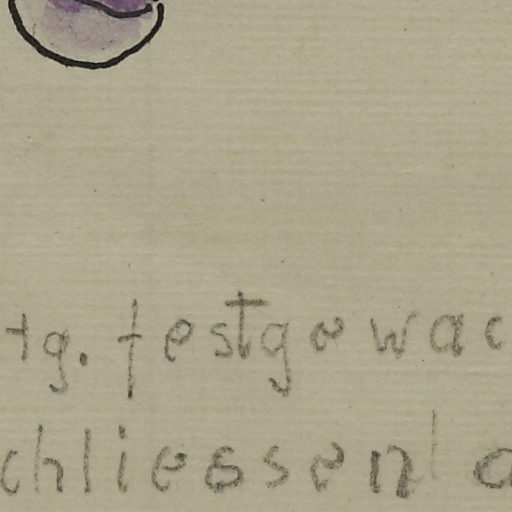 tg. festgewac
chliessen a